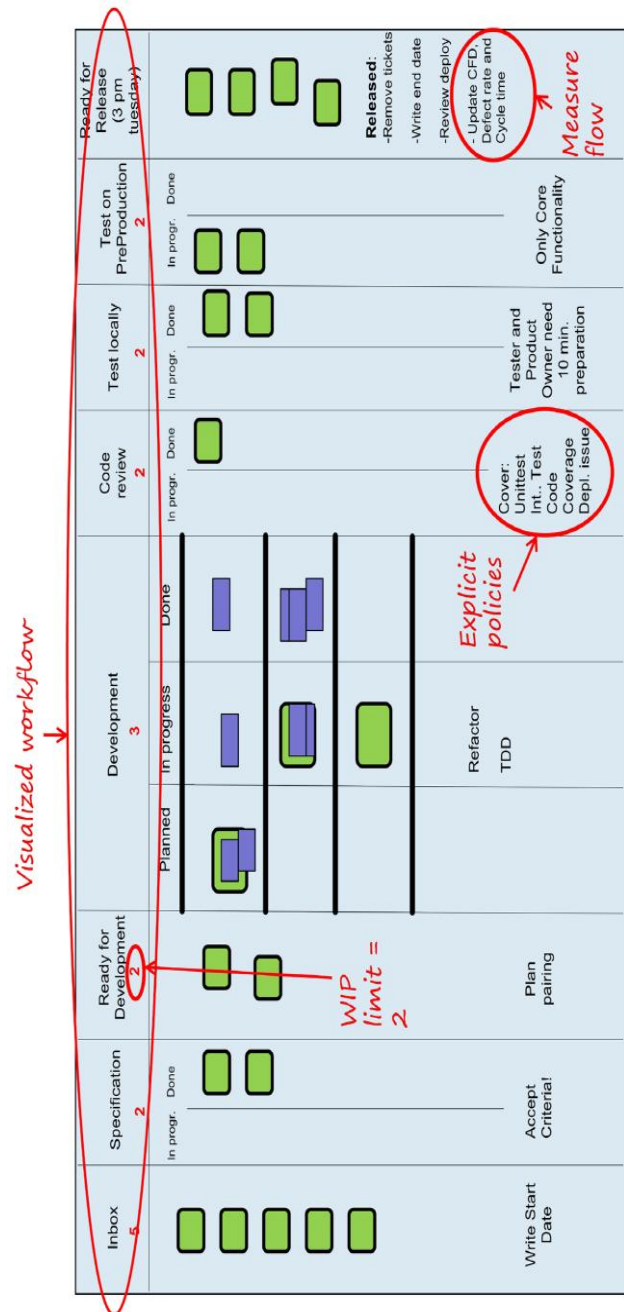 Visualized workflow
Inbox
5
Specification
2
Ready for
Development
2
Development
3
Code
review
2
Test locally
2
Test on
PreProduction
2
Ready for
Release
(3 pm
tuesday)
In progr.
Done
Planned
In progress
Done
In progr.
Done
In progr.
Done
In progr.
Done
WIP
limit =
2
Released:
-Remove tickets
-Write end date
-Review deploy
- Update CFD,
Defect rate and
Cycle time
Write Start
Date
Accept
Criteria!
Plan
pairing
Refactor
TDD
Cover:
Unittest
Int.. Test
Code
Coverage
Depl. issue
Tester and
Product
Owner need
10 min.
preparation
Only Core
Functionality
Explicit
policies
Measure
flow